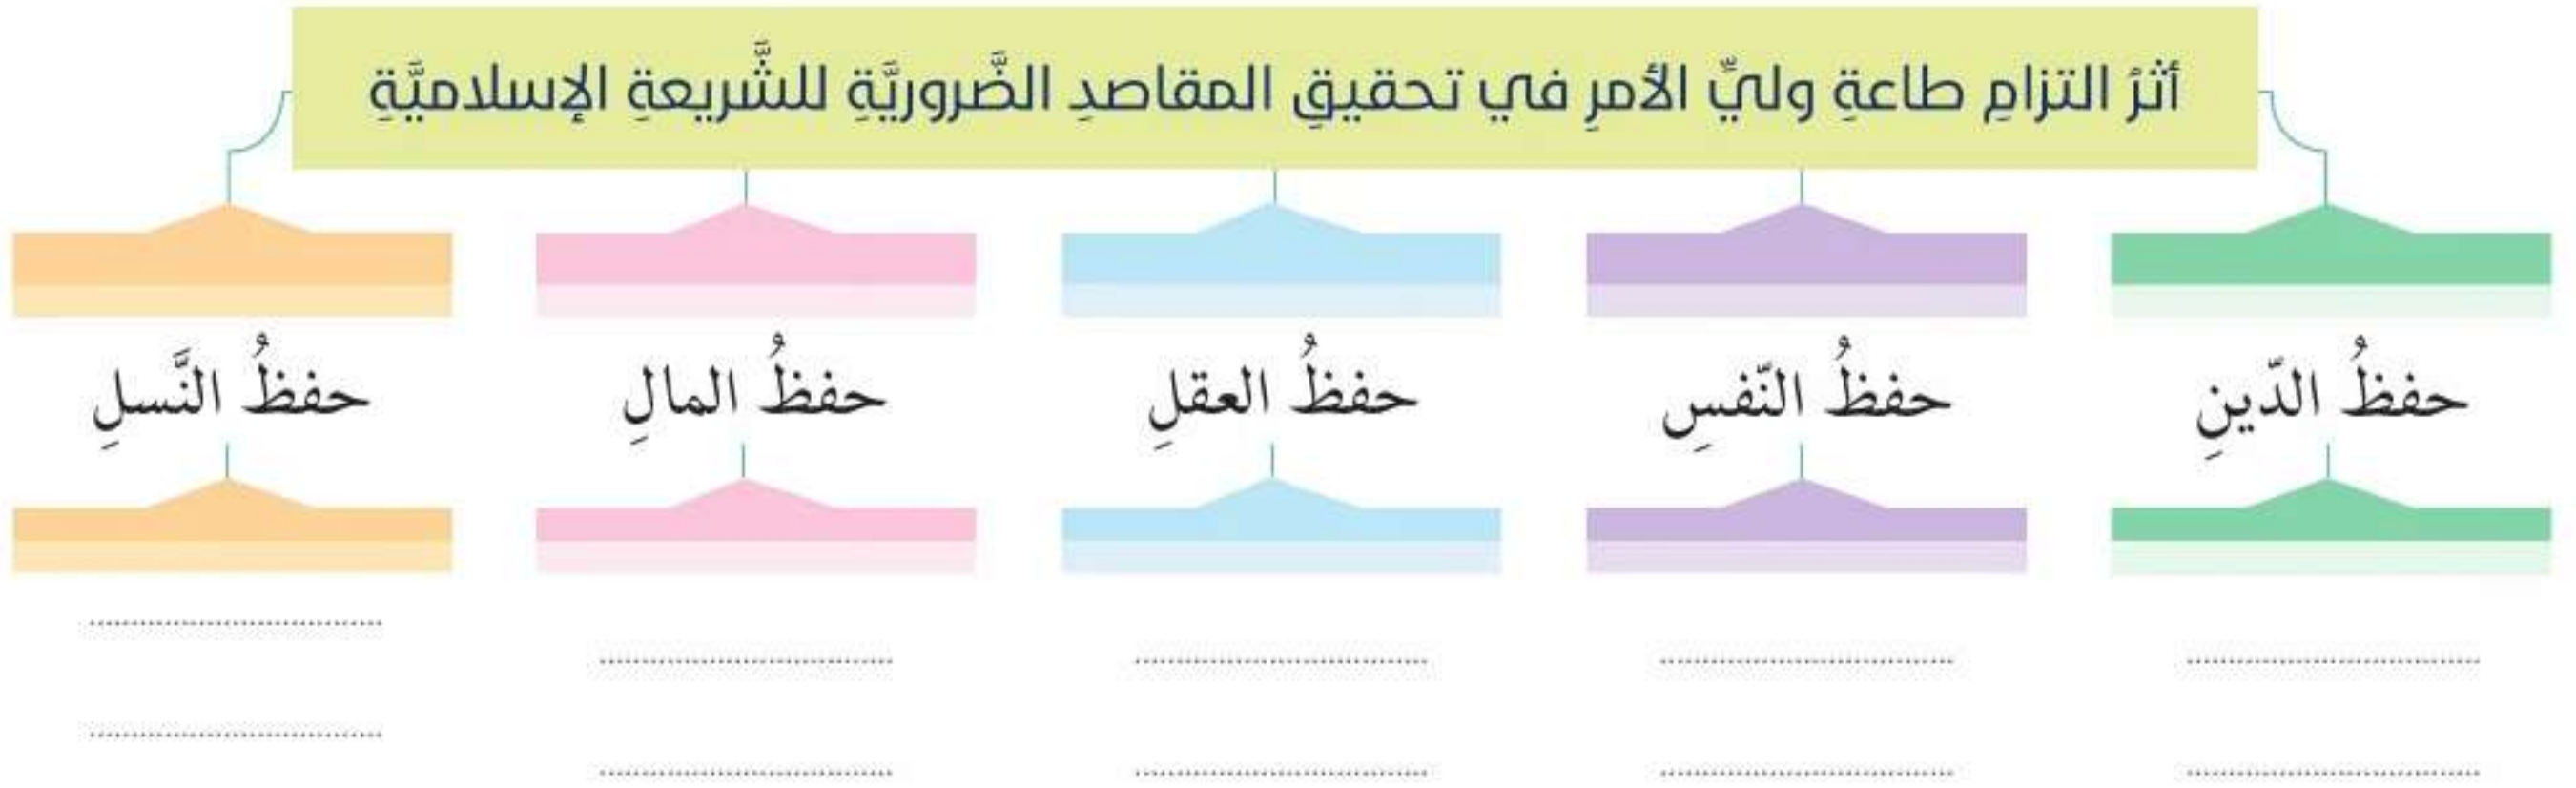 أثرُ التزامِ طاعةِ وليِّ الأمرِ في تحقيقِ المقاصدِ الضَّروريَّةِ للشَّريعةِ الإسلاميَّةِ
حفظُ الدّينِ
حفظُ النّفسِ
حفظُ العقلِ
حفظُ المالِ
حفظُ النَّسلِ